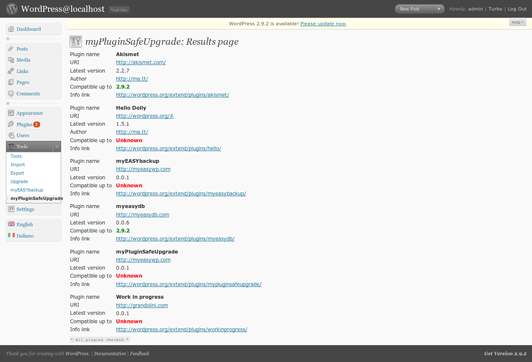 WordPress@localhost
New Post
Howdy, admin | Turbo | Log Out
WordPress 2.9.2 is available! Please update now.
Help
Dashboard
Posts
Media
Links
Pages
Comments
Appearance
Plugins 2
Users
Tools
Tools
Import
Export
Upgrade
myEASYbackup
myPluginSafeUpgrade
Settings
English
Italiano
myPluginSafeUpgrade: Results page
Plugin name Akismet
URI http://akismet.com/
Latest version 2.2.7
Author http://ma.tt/
Compatible up to 2.9.2
Info link http://wordpress.org/extend/plugins/akismet/
Plugin name Hello Dolly
URI http://wordpress.org/#
Latest version 1.5.1
Author http://ma.tt/
Compatible up to Unknown
Info link http://wordpress.org/extend/plugins/hello/
Plugin name myEASYbackup
URI http://myeasywp.com
Latest version 0.0.1
Compatible up to Unknown
Info link http://wordpress.org/extend/plugins/myeasybackup/
Plugin name myeasydb
URI http://myeasydb.com
Latest version 0.0.6
Compatible up to 2.9.2
Info link http://wordpress.org/extend/plugins/myeasydb/
Plugin name myPluginSafeUpgrade
URI http://myeasywp.com
Latest version 0.0.1
Compatible up to Unknown
Info link http://wordpress.org/extend/plugins/mypluginsafeupgrade/
Plugin name Work in progress
URI http://grandolini.com
Latest version 0.0.1
Compatible up to Unknown
Info link http://wordpress.org/extend/plugins/workinprogress/
* All plugins checked *
Thank you for creating with WordPress. | Documentation | Feedback
Get Version 2.9.2